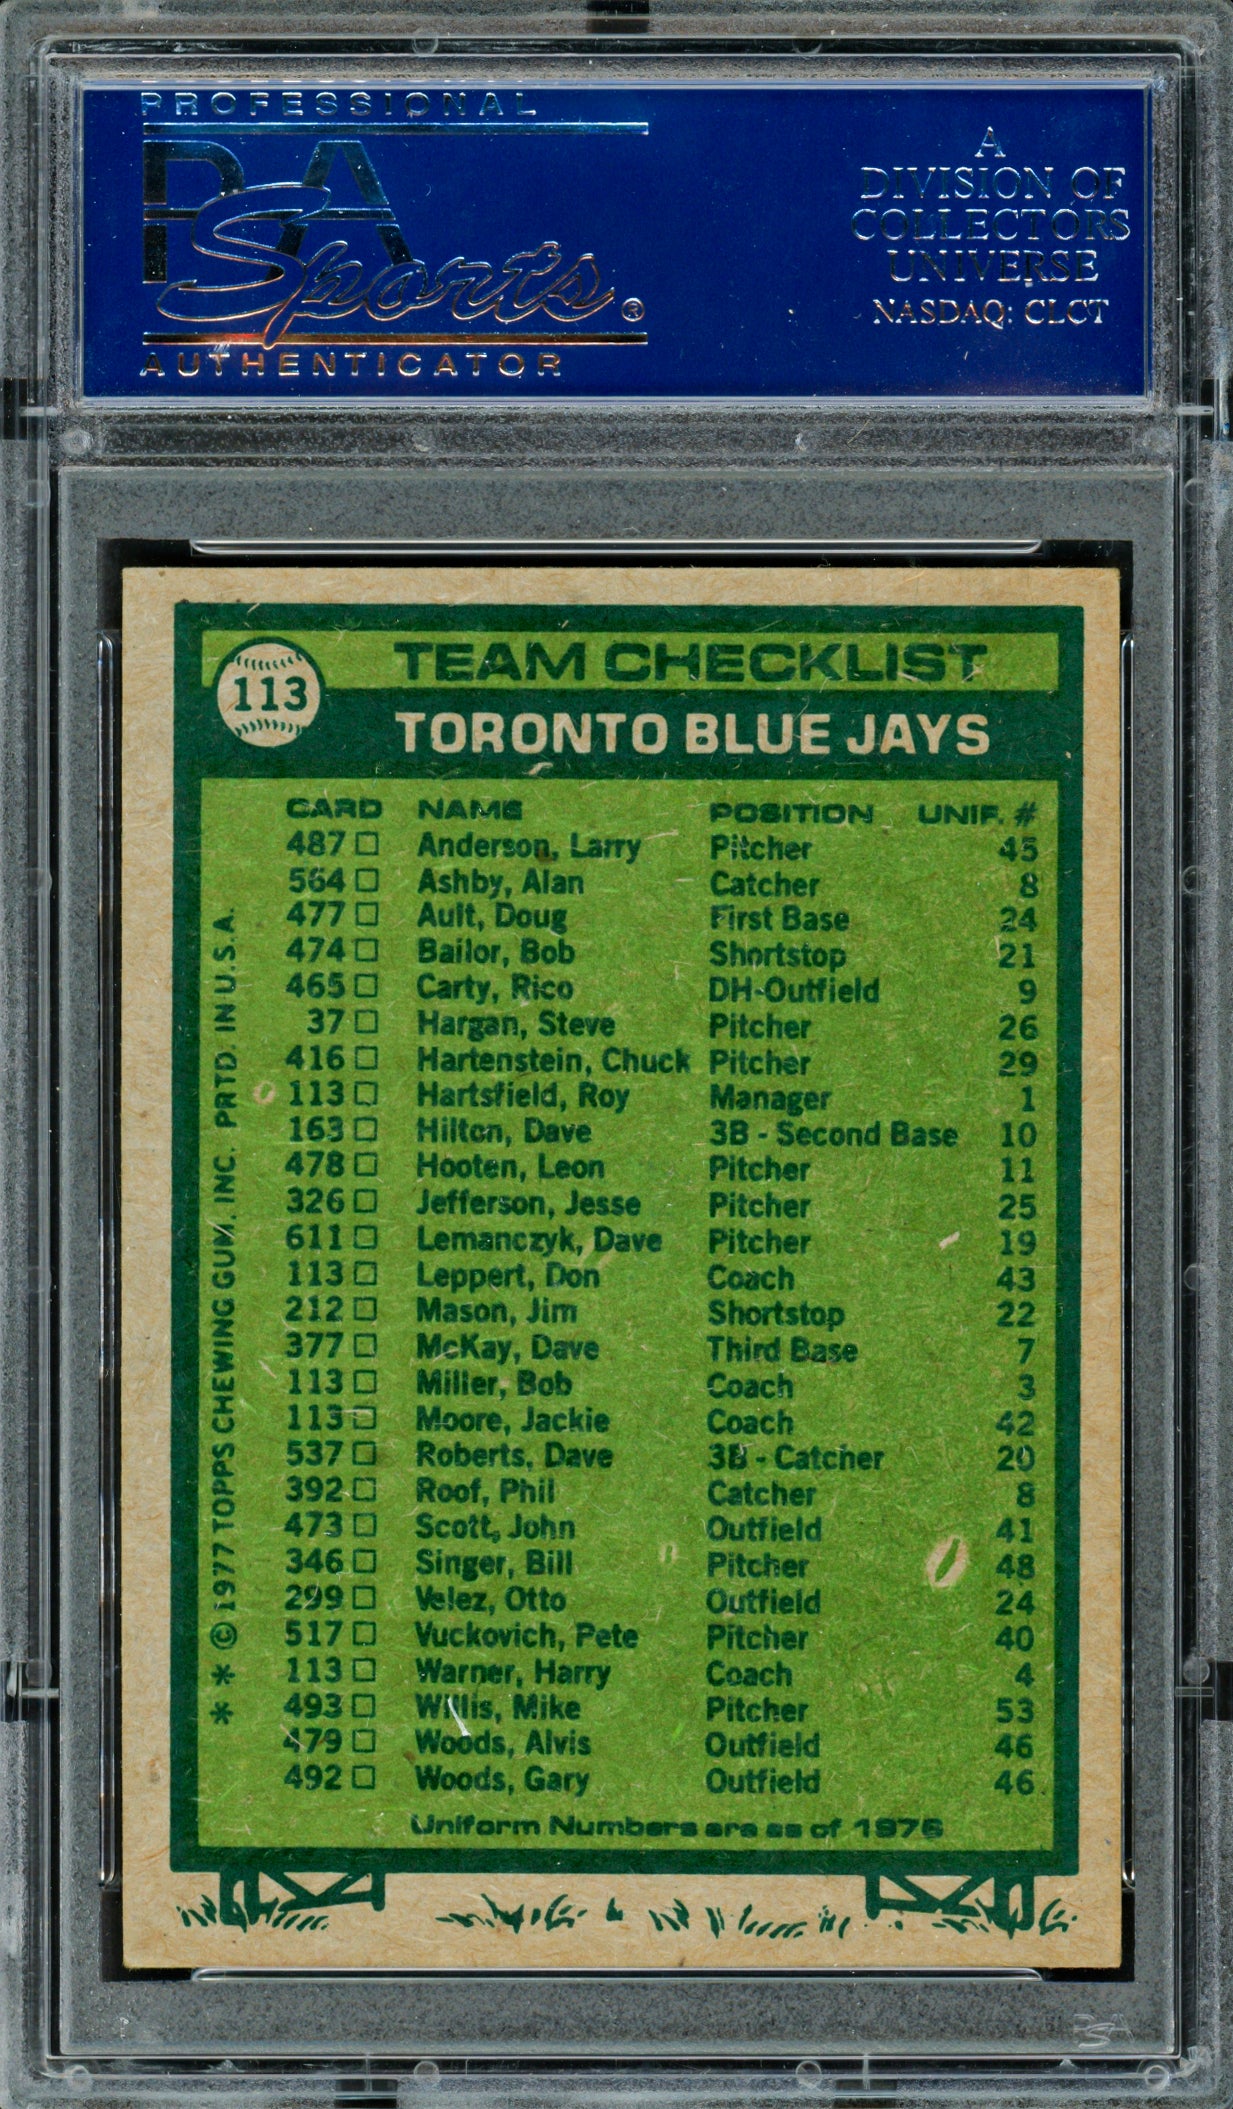 PROFESSIONAL
PSA
Sports®
AUTHENTICATOR
A
DIVISION OF
COLLECTORS
UNIVERSE
NASDAQ: CLCT
113
TEAM CHECKLIST
TORONTO BLUE JAYS
CARD NAME POSITION UNIF. #
487 □ Anderson, Larry Pitcher 45
564 □ Ashby, Alan Catcher 8
477 □ Ault, Doug First Base 24
474 □ Bailor, Bob Shortstop 21
465 □ Carty, Rico DH-Outfield 9
37 □ Hargan, Steve Pitcher 26
416 □ Hartenstein, Chuck Pitcher 29
113 □ Hartsfield, Roy Manager 1
163 □ Hilton, Dave 3B - Second Base 10
478 □ Hooten, Leon Pitcher 11
326 □ Jefferson, Jesse Pitcher 25
611 □ Lemanczyk, Dave Pitcher 19
113 □ Leppert, Don Coach 43
212 □ Mason, Jim Shortstop 22
377 □ McKay, Dave Third Base 7
113 □ Miller, Bob Coach 3
113 □ Moore, Jackie Coach 42
537 □ Roberts, Dave 3B - Catcher 20
392 □ Roof, Phil Catcher 8
473 □ Scott, John Outfield 41
346 □ Singer, Bill Pitcher 48
299 □ Velez, Otto Outfield 24
517 □ Vuckovich, Pete Pitcher 40
113 □ Warner, Harry Coach 4
493 □ Willis, Mike Pitcher 53
479 □ Woods, Alvis Outfield 46
492 □ Woods, Gary Outfield 46
Uniform Numbers are as of 1976
* * © 1977 TOPPS CHEWING GUM, INC. PRTD. IN U.S.A.
PSA